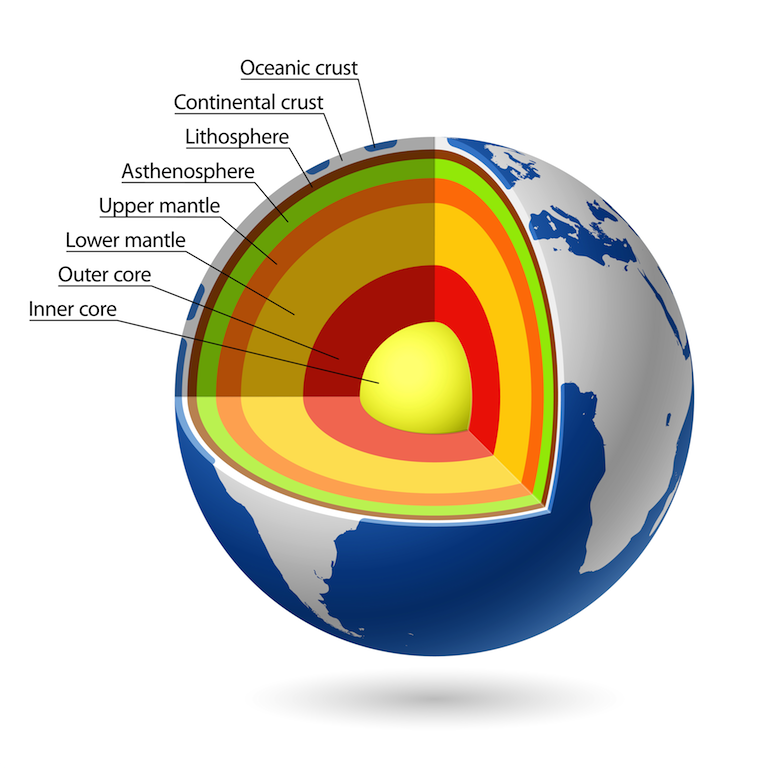 Oceanic crust
Continental crust
Lithosphere
Asthenosphere
Upper mantle
Lower mantle
Outer core
Inner core